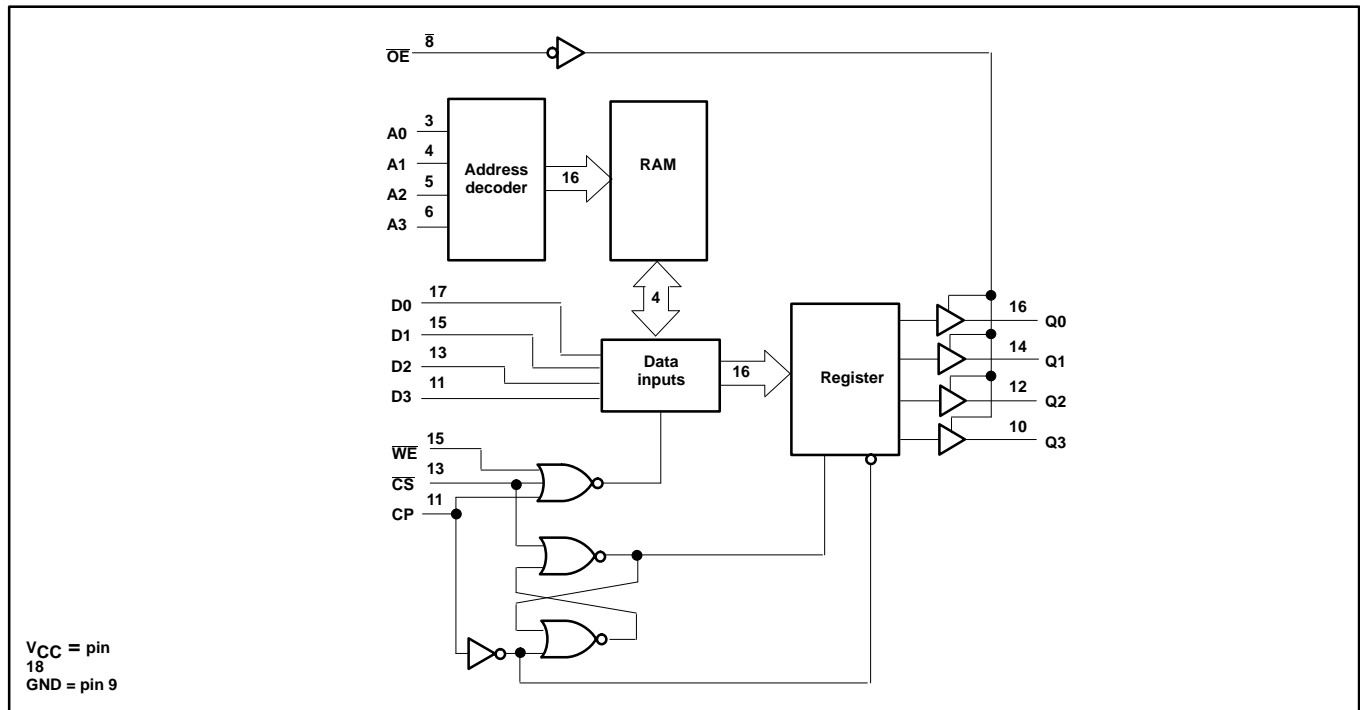 8
OE
A0 3
A1 4
A2 5
A3 6
Address
decoder
16
RAM
4
D0 17
D1 15
D2 13
D3 11
Data
inputs
16
Register
16 Q0
14 Q1
12 Q2
10 Q3
WE 15
CS 13
CP 11
VCC = pin
18
GND = pin 9